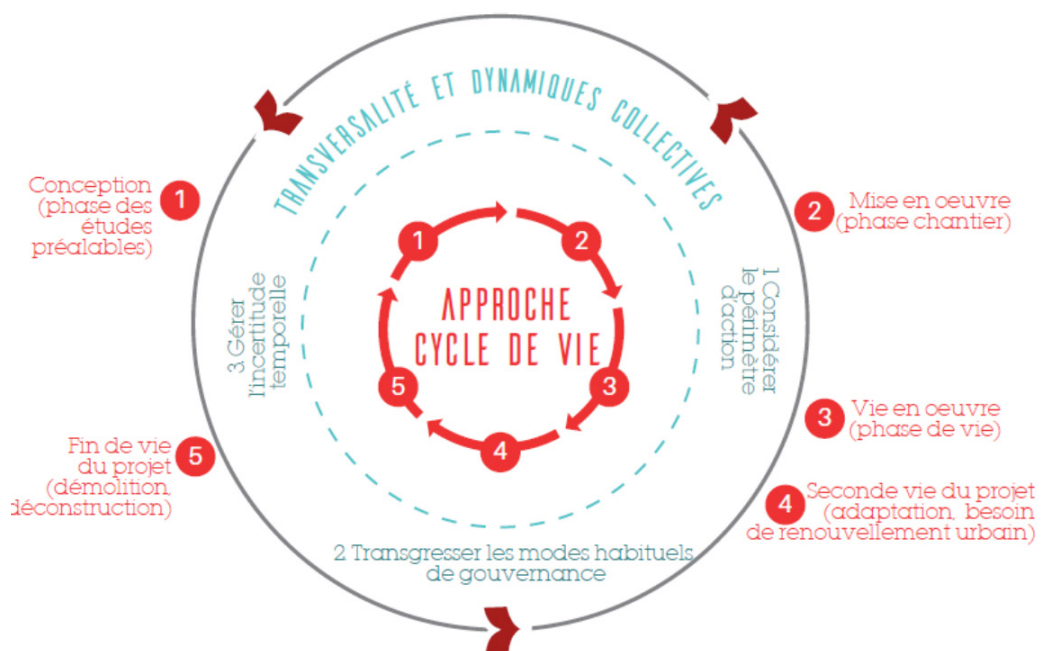 TRANSVERSALITÉ ET DYNAMIQUES COLLECTIVES
1
Conception
(phase des
études
préalables)
2
Mise en oeuvre
(phase chantier)
1
2
3
4
5
APPROCHE
CYCLE DE VIE
3. Gérer
l'incertitude
temporelle
1. Considérer
le périmètre
d'action
3
Vie en oeuvre
(phase de vie)
5
Fin de vie
du projet
(démolition,
déconstruction)
4
Seconde vie du projet
(adaptation, besoin
de renouvellement urbain)
2 Transgresser les modes habituels
de gouvernance